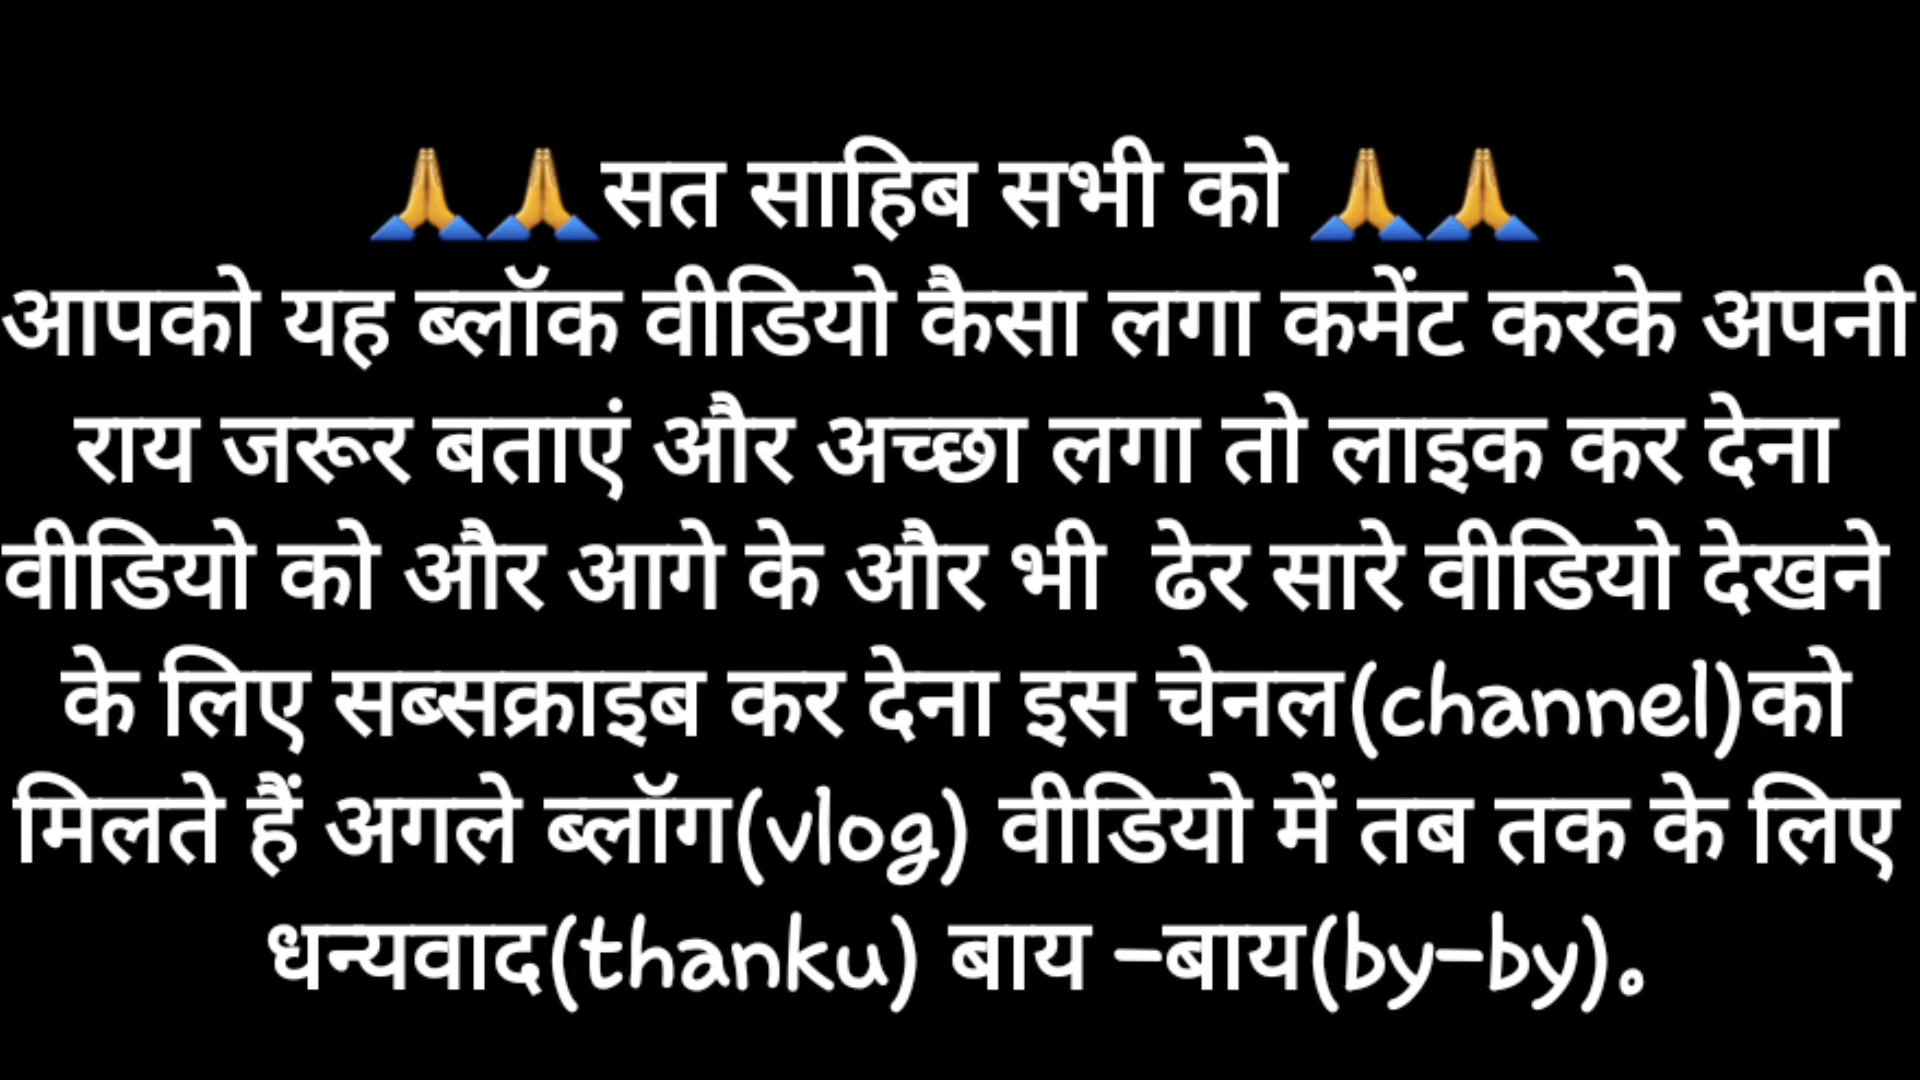 🙏🙏सत साहिब सभी को 🙏🙏
आपको यह ब्लॉक वीडियो कैसा लगा कमेंट करके अपनी
राय जरूर बताएं और अच्छा लगा तो लाइक कर देना
वीडियो को और आगे के और भी  ढेर सारे वीडियो देखने
के लिए सब्सक्राइब कर देना इस चेनल(channel)को
मिलते हैं अगले ब्लॉग(vlog) वीडियो में तब तक के लिए
धन्यवाद(thanku) बाय -बाय(by-by).